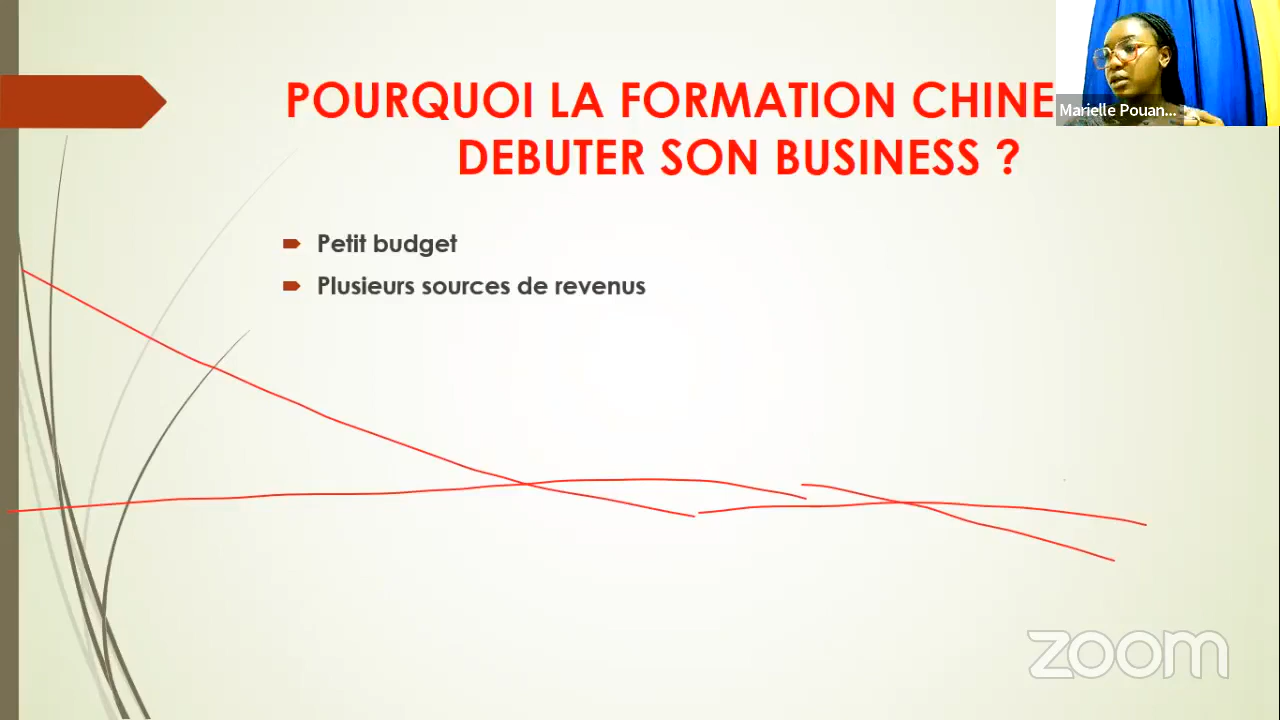 POURQUOI LA FORMATION CHINE
DEBUTER SON BUSINESS ?
Marielle Pouan...
Petit budget
Plusieurs sources de revenus
zoom